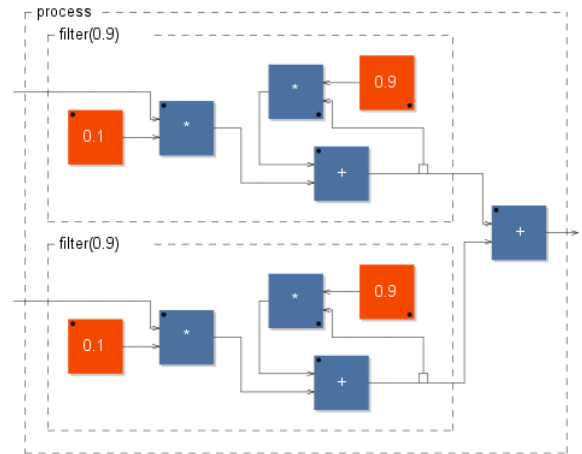 process
filter(0.9)
* 0.9
0.1 *
+
+
filter(0.9)
* 0.9
0.1 *
+